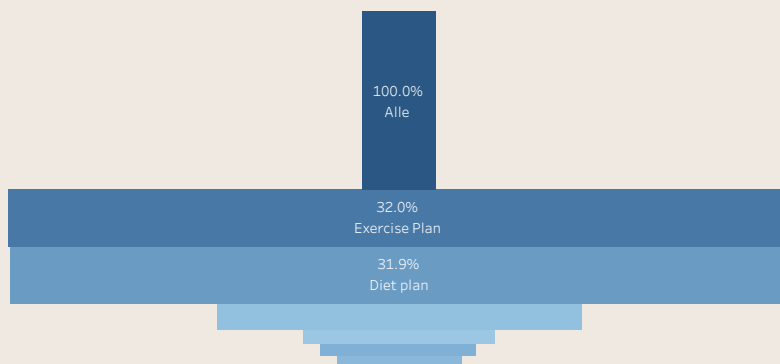 100.0%
Alle
32.0%
Exercise Plan
31.9%
Diet plan